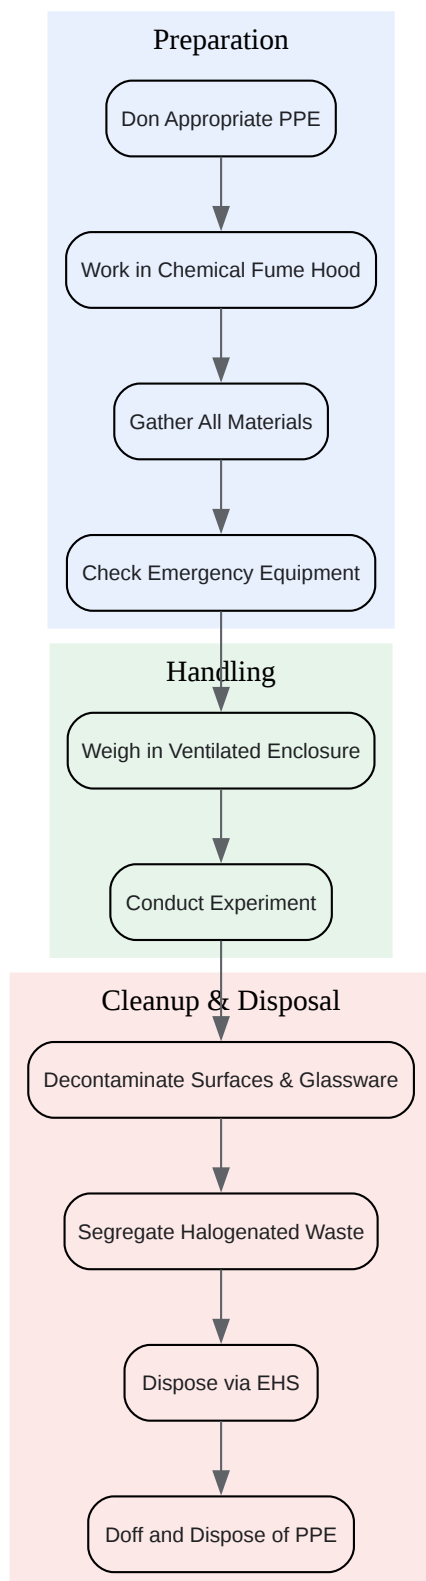 Preparation
Don Appropriate PPE
Work in Chemical Fume Hood
Gather All Materials
Check Emergency Equipment
Handling
Weigh in Ventilated Enclosure
Conduct Experiment
Cleanup & Disposal
Decontaminate Surfaces & Glassware
Segregate Halogenated Waste
Dispose via EHS
Doff and Dispose of PPE